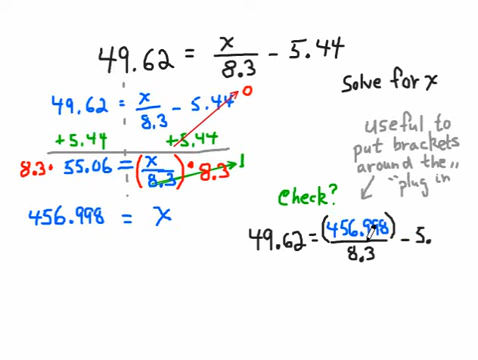 49.62 = x/8.3 - 5.44
Solve for x
49.62 = x/8.3 - 5.44 0
+5.44 +5.44
8.3 • 55.06 = (x/8.3) • 8.3 1
456.998 = x
useful to
put brackets
around the
"plug in"
Check?
49.62 = (456.998)/8.3 - 5.